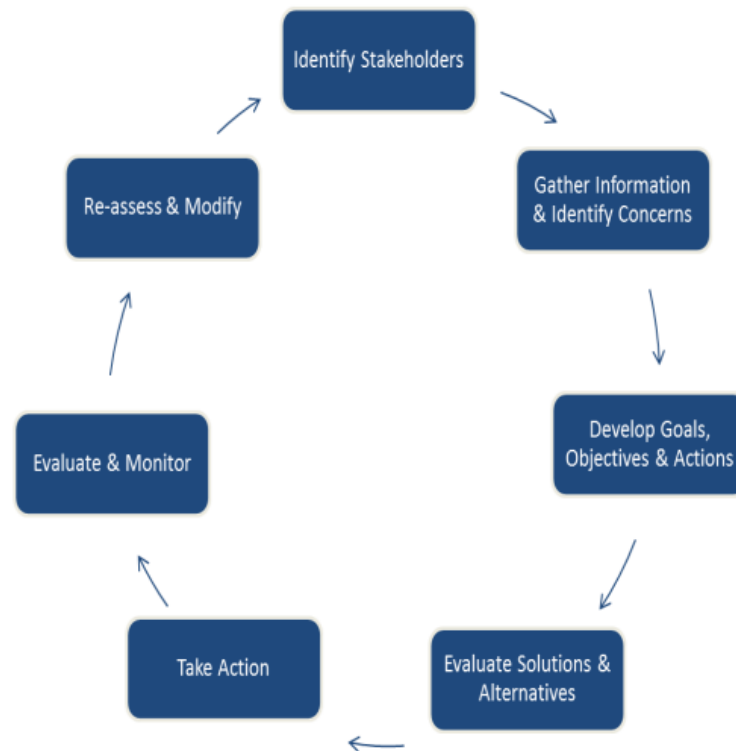 Identify Stakeholders
Gather Information
& Identify Concerns
Develop Goals,
Objectives & Actions
Evaluate Solutions &
Alternatives
Take Action
Evaluate & Monitor
Re-assess & Modify